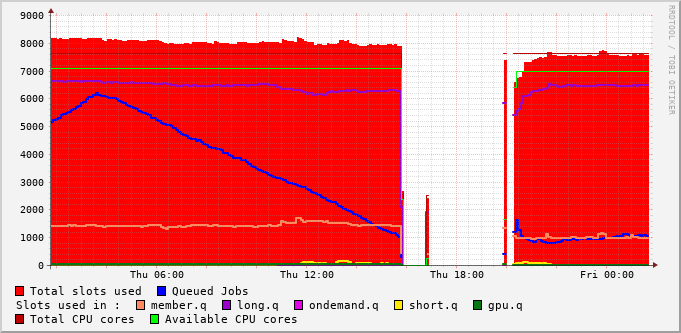 9000
8000
7000
6000
5000
4000
3000
2000
1000
0
Thu 06:00 Thu 12:00 Thu 18:00 Fri 00:00
RRDTOOL / TOBI OETIKER
Total slots used Queued Jobs
Slots used in : member.q long.q ondemand.q short.q gpu.q
Total CPU cores Available CPU cores